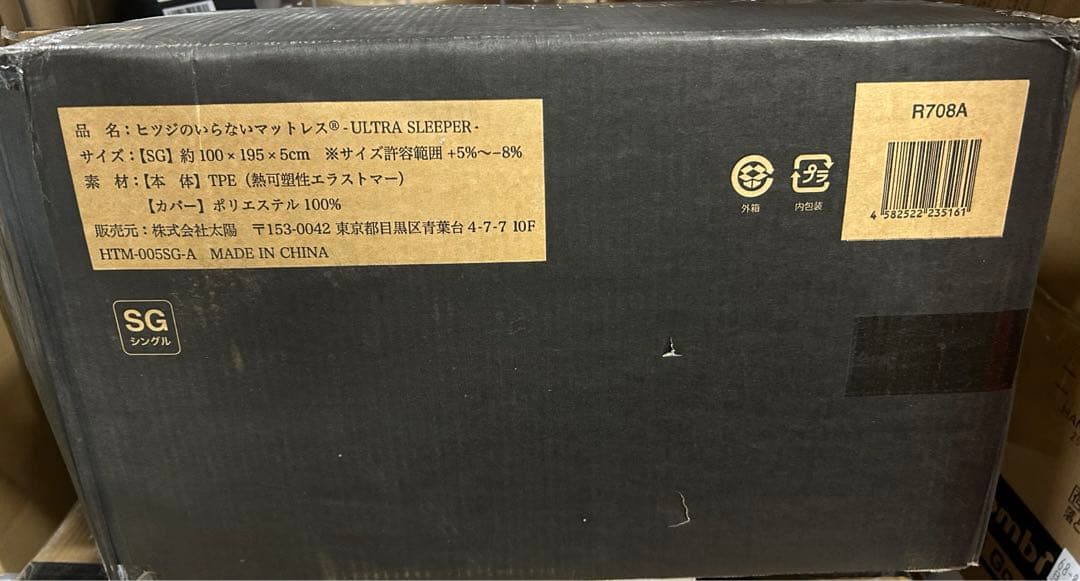 品 名：ヒツジのいらないマットレス® -ULTRA SLEEPER-
サイズ：【SG】約 100 × 195 × 5cm ※サイズ許容範囲 +5%～−8%
素 材：【本 体】TPE（熱可塑性エラストマー）
【カバー】ポリエステル 100%
販売元：株式会社太陽 〒153-0042 東京都目黒区青葉台 4-7-7 10F
HTM-005SG-A MADE IN CHINA
SG
シングル
外箱
プラ
内包装
R708A
4 582522 235161